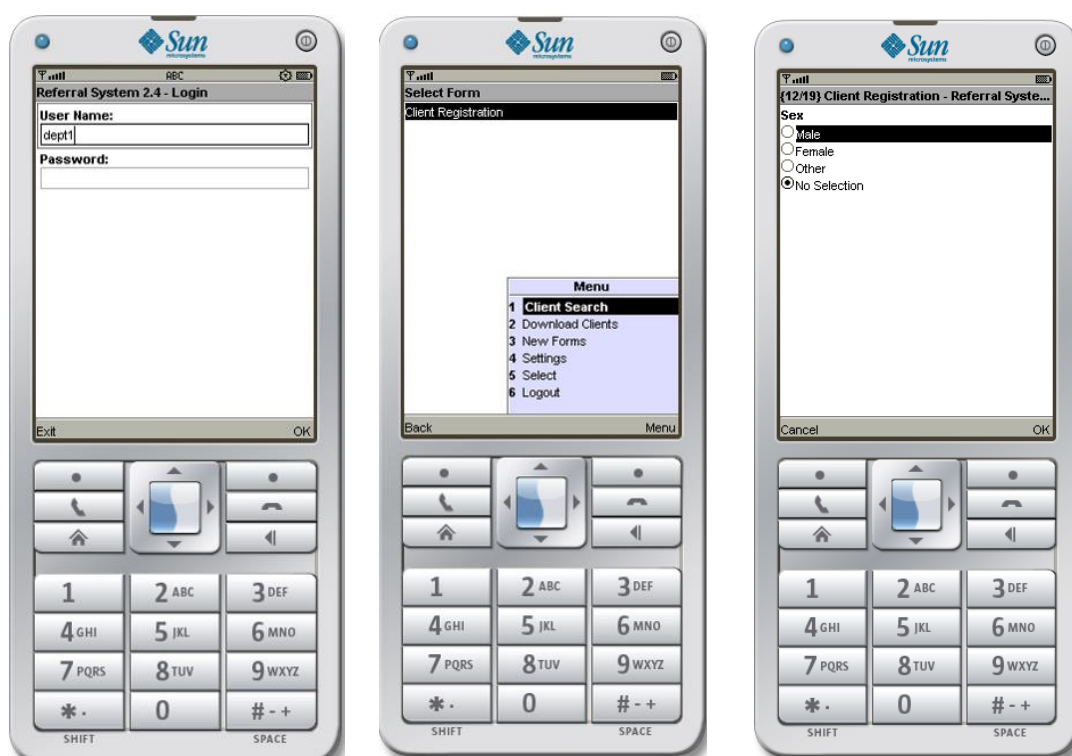 Sun
microsystems
ABC
Referral System 2.4 - Login
User Name:
dept1
Password:
Exit OK
1 2 ABC 3 DEF
4 GHI 5 JKL 6 MNO
7 PQRS 8 TUV 9 WXYZ
* . 0 # - +
SHIFT SPACE
Sun
microsystems
Select Form
Client Registration
Menu
1 Client Search
2 Download Clients
3 New Forms
4 Settings
5 Select
6 Logout
Back Menu
1 2 ABC 3 DEF
4 GHI 5 JKL 6 MNO
7 PQRS 8 TUV 9 WXYZ
* . 0 # - +
SHIFT SPACE
Sun
microsystems
{12/19} Client Registration - Referral Syste...
Sex
Male
Female
Other
No Selection
Cancel OK
1 2 ABC 3 DEF
4 GHI 5 JKL 6 MNO
7 PQRS 8 TUV 9 WXYZ
* . 0 # - +
SHIFT SPACE